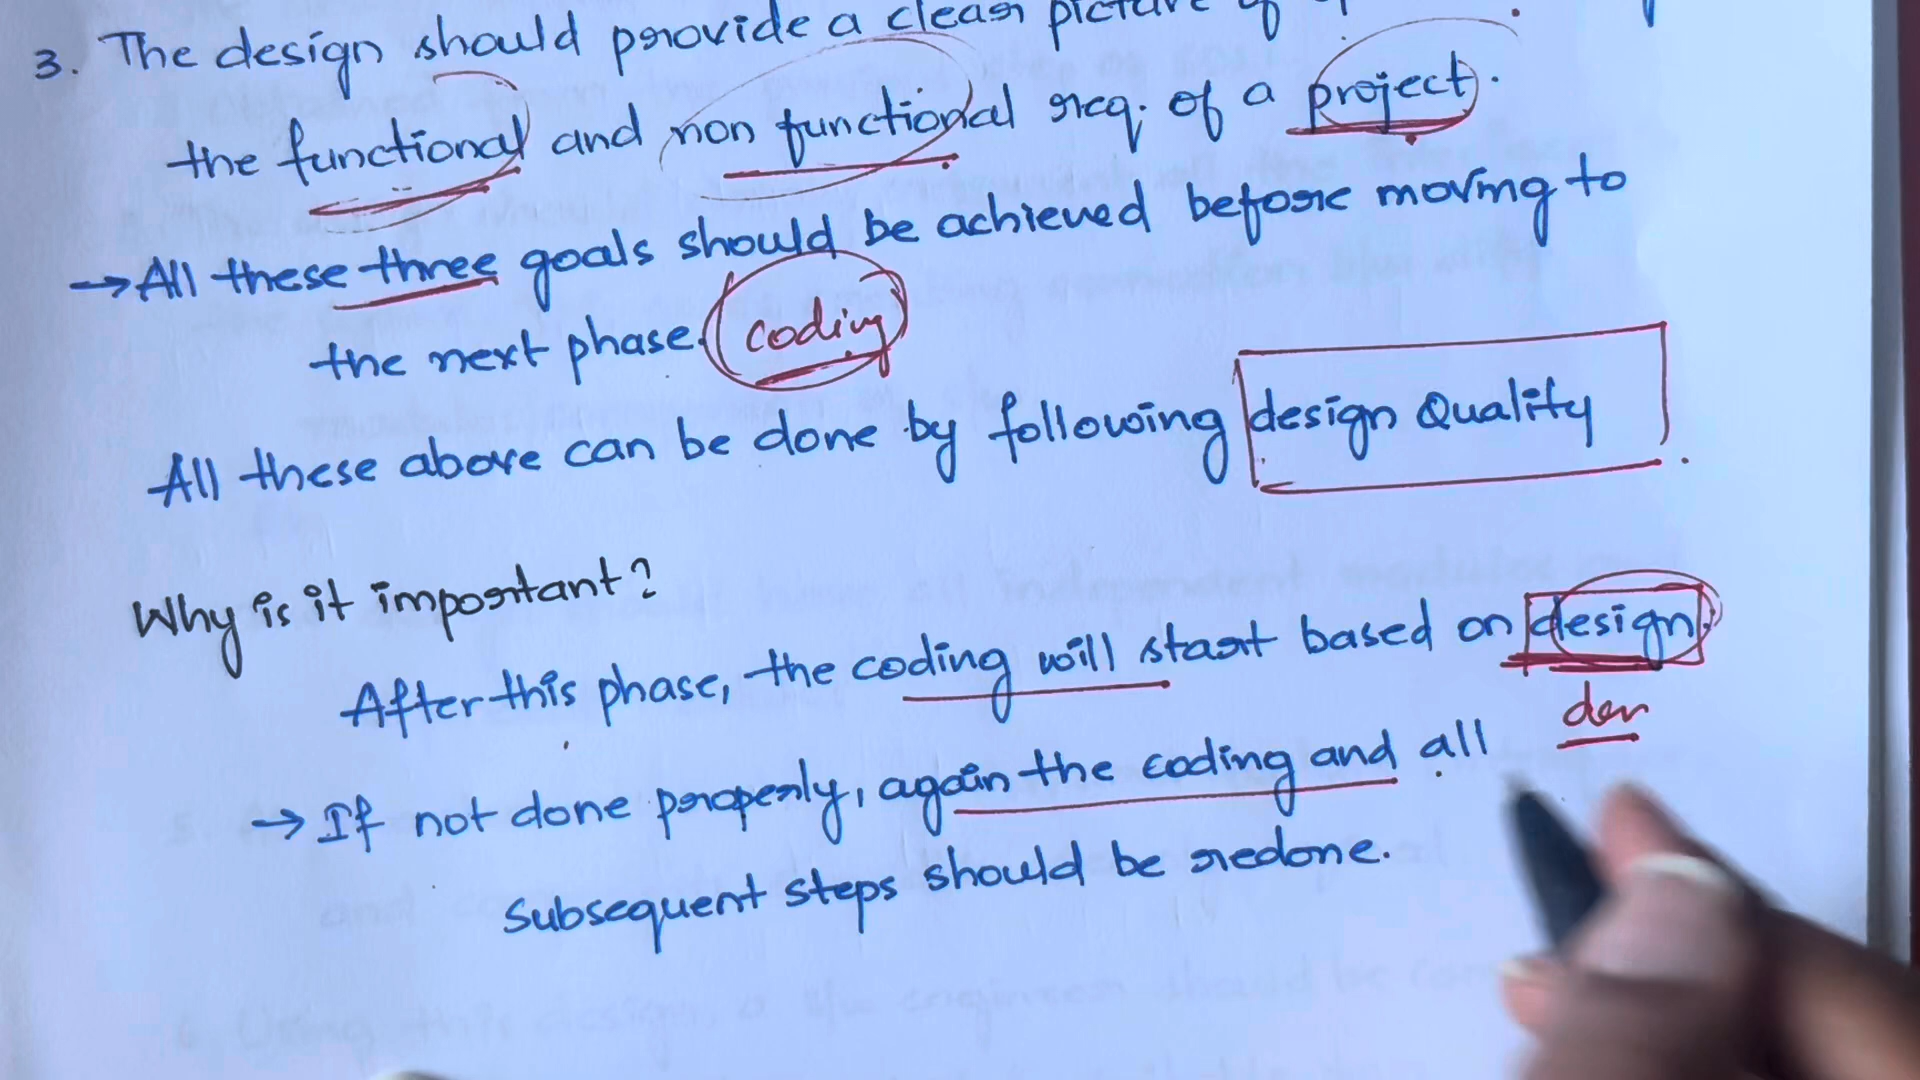 3. The design should provide a clear picture of
the functional and non functional req. of a project.
→ All these three goals should be achieved before moving to
the next phase. coding
All these above can be done by following design Quality.
Why is it important?
After this phase, the coding will start based on design.
den
→ If not done properly, again the coding and all
subsequent steps should be redone.